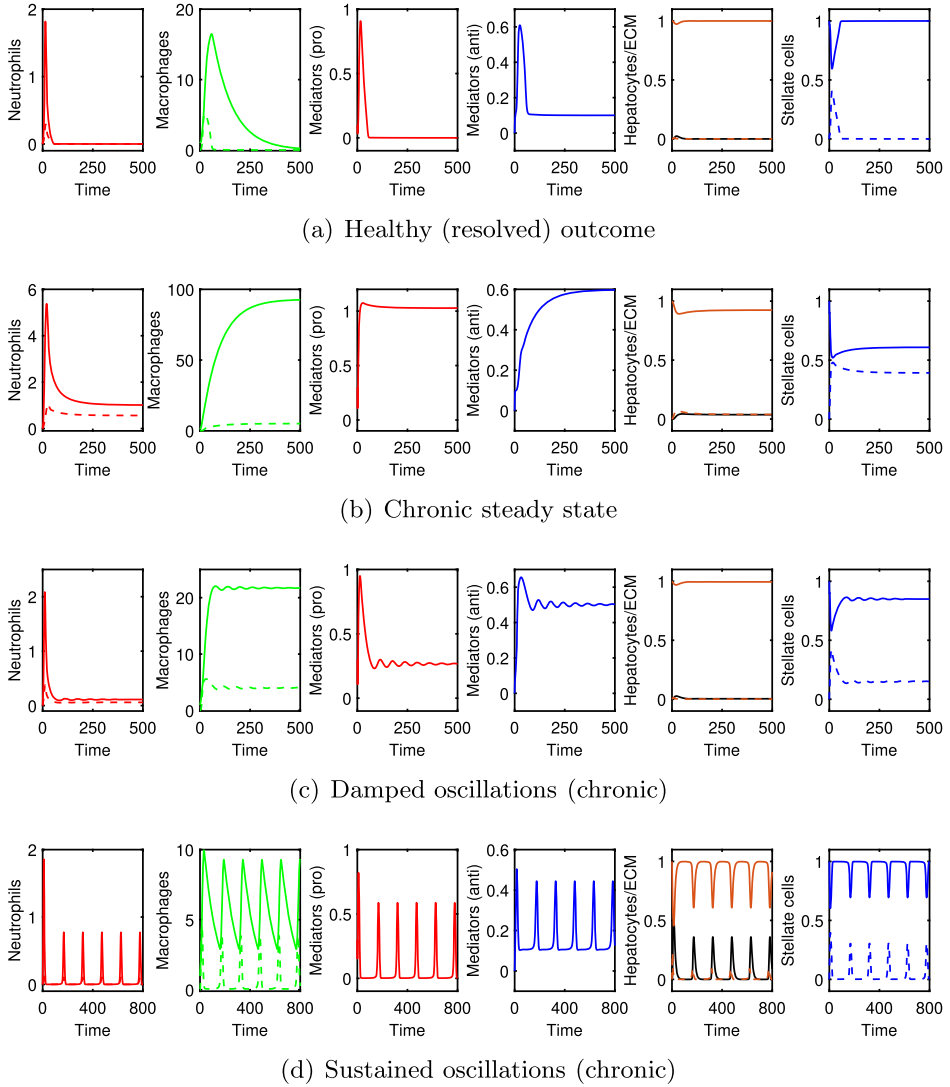 Neutrophils
2
1
0
0 250 500
Time
Macrophages
20
10
0
0 250 500
Time
Mediators (pro)
1
0.5
0
0 250 500
Time
Mediators (anti)
0.6
0.4
0.2
0
0 250 500
Time
Hepatocytes/ECM
1
0.5
0
0 250 500
Time
Stellate cells
1
0.5
0
0 250 500
Time
(a) Healthy (resolved) outcome
Neutrophils
6
4
2
0
0 250 500
Time
Macrophages
100
50
0
0 250 500
Time
Mediators (pro)
1
0.5
0
0 250 500
Time
Mediators (anti)
0.6
0.4
0.2
0
0 250 500
Time
Hepatocytes/ECM
1
0.5
0
0 250 500
Time
Stellate cells
1
0.5
0
0 250 500
Time
(b) Chronic steady state
Neutrophils
2
1
0
0 250 500
Time
Macrophages
20
10
0
0 250 500
Time
Mediators (pro)
1
0.5
0
0 250 500
Time
Mediators (anti)
0.6
0.4
0.2
0
0 250 500
Time
Hepatocytes/ECM
1
0.5
0
0 250 500
Time
Stellate cells
1
0.5
0
0 250 500
Time
(c) Damped oscillations (chronic)
Neutrophils
2
1
0
0 400 800
Time
Macrophages
10
5
0
0 400 800
Time
Mediators (pro)
1
0.5
0
0 400 800
Time
Mediators (anti)
0.6
0.4
0.2
0
0 400 800
Time
Hepatocytes/ECM
1
0.5
0
0 400 800
Time
Stellate cells
1
0.5
0
0 400 800
Time
(d) Sustained oscillations (chronic)